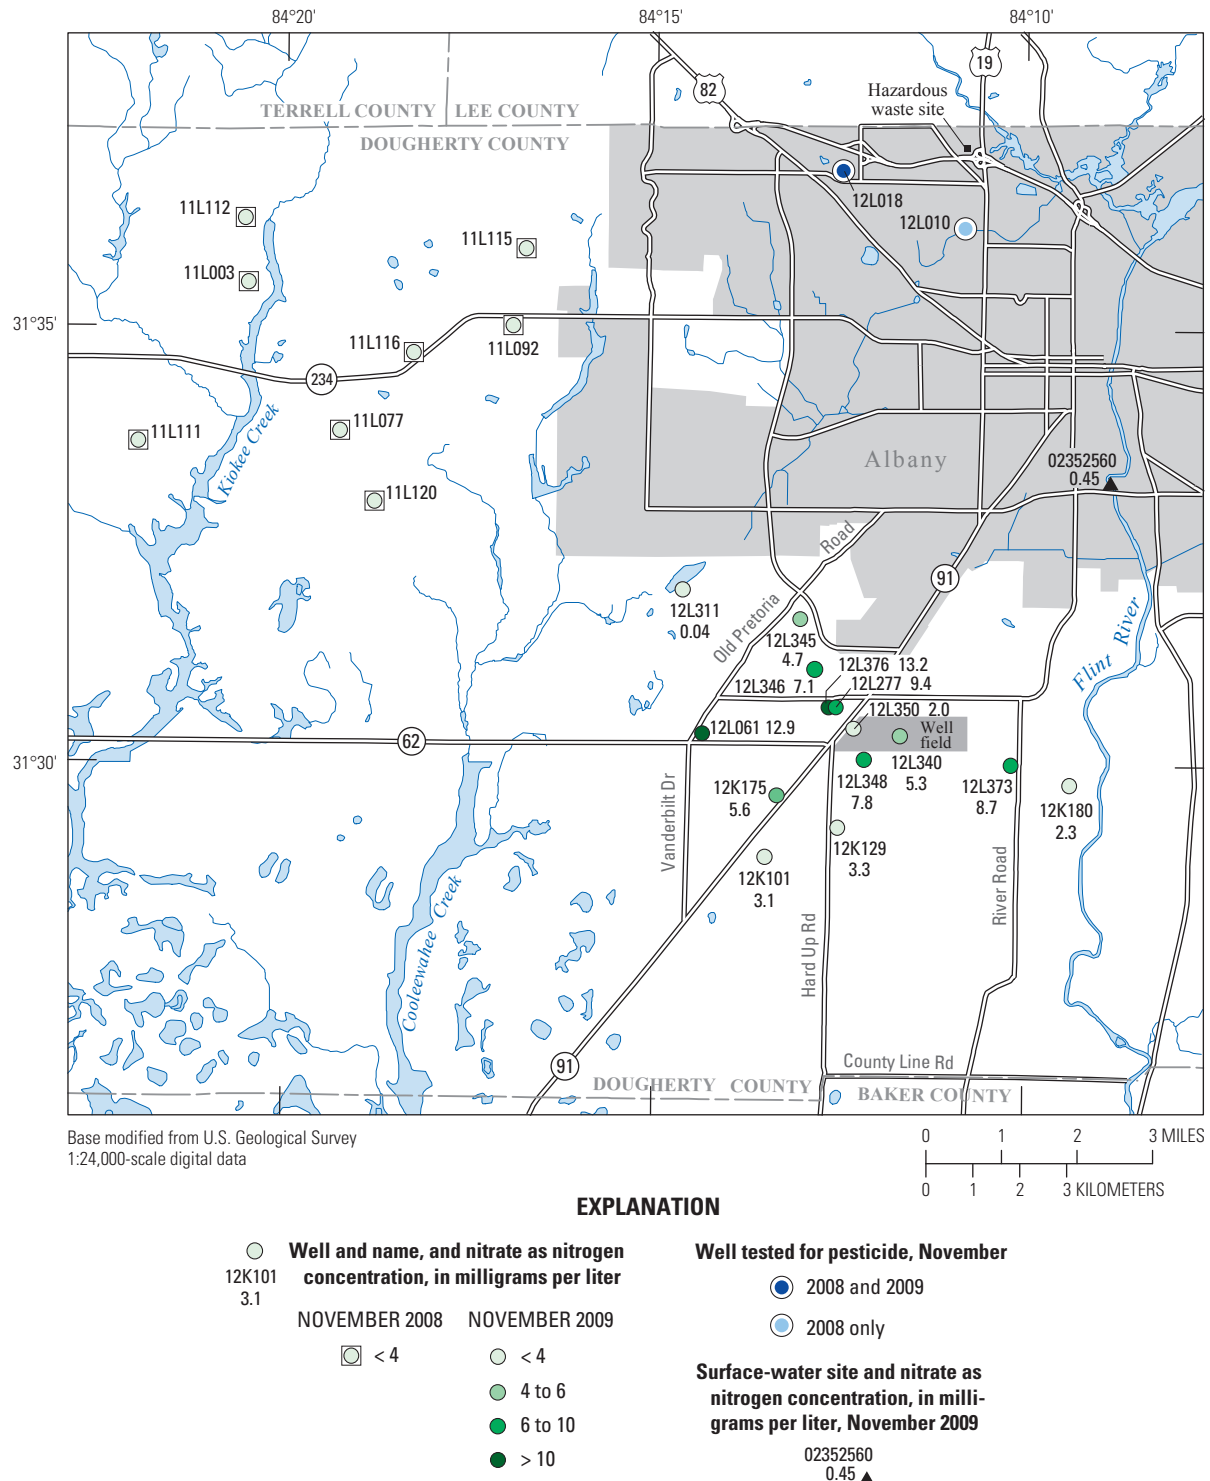 84°20'
84°15'
84°10'
19
82
Hazardous
waste site
TERRELL COUNTY
LEE COUNTY
DOUGHERTY COUNTY
12L018
11L112
12L010
11L115
11L003
31°35'
11L116
11L092
234
11L077
11L111
Kiokee Creek
Albany
02352560
0.45
11L120
Road
91
Old Pretoria
12L311
0.04
Flint River
12L345
4.7
12L376 13.2
12L277 9.4
12L346 7.1
12L350 2.0
12L061 12.9
Well
field
62
31°30'
12L340
5.3
12L348
7.8
12L373
8.7
12K175
5.6
12K180
2.3
Vanderbilt Dr
12K129
3.3
12K101
3.1
River Road
Hard Up Rd
Cooleewahee Creek
91
County Line Rd
DOUGHERTY COUNTY
BAKER COUNTY
Base modified from U.S. Geological Survey
1:24,000-scale digital data
0 1 2 3 MILES
0 1 2 3 KILOMETERS
EXPLANATION
12K101
3.1
Well and name, and nitrate as nitrogen
concentration, in milligrams per liter
NOVEMBER 2008
< 4
NOVEMBER 2009
< 4
4 to 6
6 to 10
> 10
Well tested for pesticide, November
2008 and 2009
2008 only
Surface-water site and nitrate as
nitrogen concentration, in milli-
grams per liter, November 2009
02352560
0.45